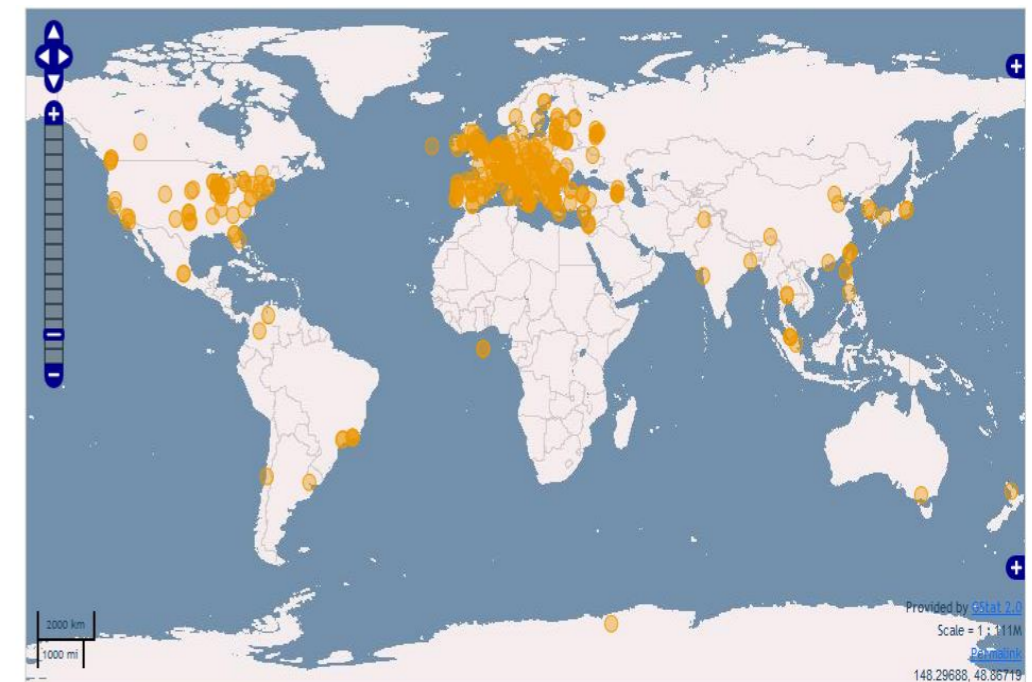 2000 km
1000 mi
Provided by GStat 2.0
Scale = 1 : 111M
Permalink
148.29688, 48.86719